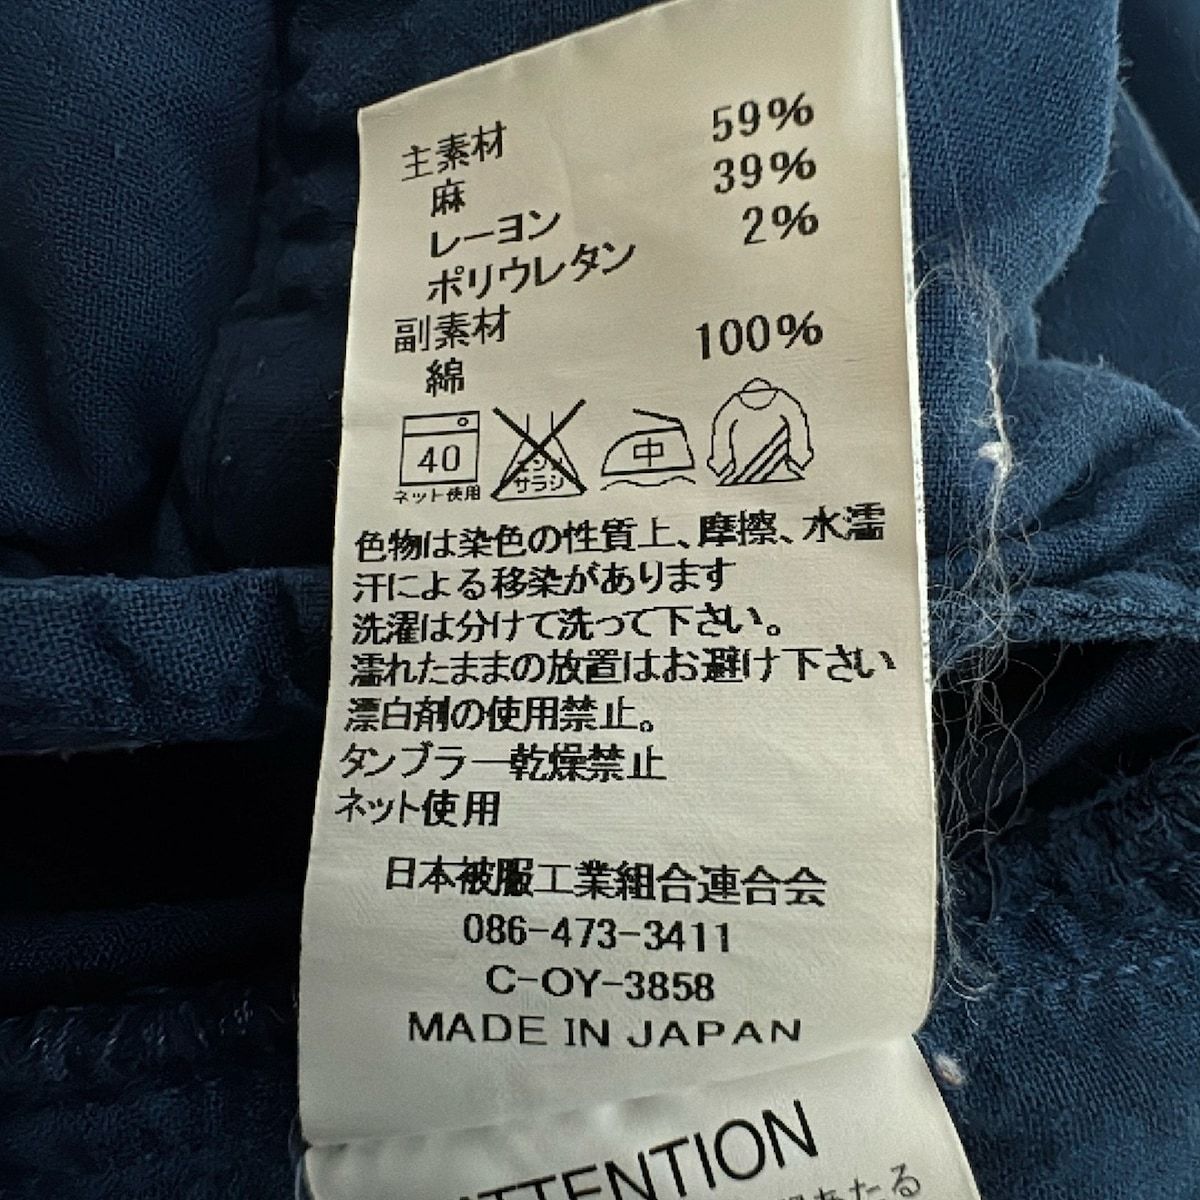 主素材
麻 59%
レーヨン 39%
ポリウレタン 2%
副素材
綿 100%
40
ネット使用
エンソ
サラシ
中
色物は染色の性質上、摩擦、水濡
汗による移染があります
洗濯は分けて洗って下さい。
濡れたままの放置はお避け下さい
漂白剤の使用禁止。
タンブラー乾燥禁止
ネット使用
日本被服工業組合連合会
086-473-3411
C-OY-3858
MADE IN JAPAN
ATTENTION
あたる